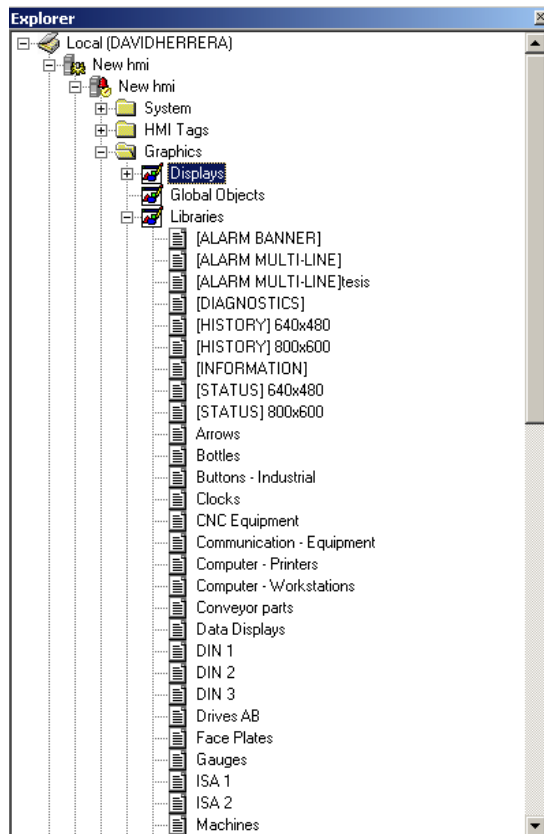 Explorer
Local (DAVIDHERRERA)
New hmi
New hmi
System
HMI Tags
Graphics
Displays
Global Objects
Libraries
[ALARM BANNER]
[ALARM MULTI-LINE]
[ALARM MULTI-LINE]tesis
[DIAGNOSTICS]
[HISTORY] 640x480
[HISTORY] 800x600
[INFORMATION]
[STATUS] 640x480
[STATUS] 800x600
Arrows
Bottles
Buttons - Industrial
Clocks
CNC Equipment
Communication - Equipment
Computer - Printers
Computer - Workstations
Conveyor parts
Data Displays
DIN 1
DIN 2
DIN 3
Drives AB
Face Plates
Gauges
ISA 1
ISA 2
Machines